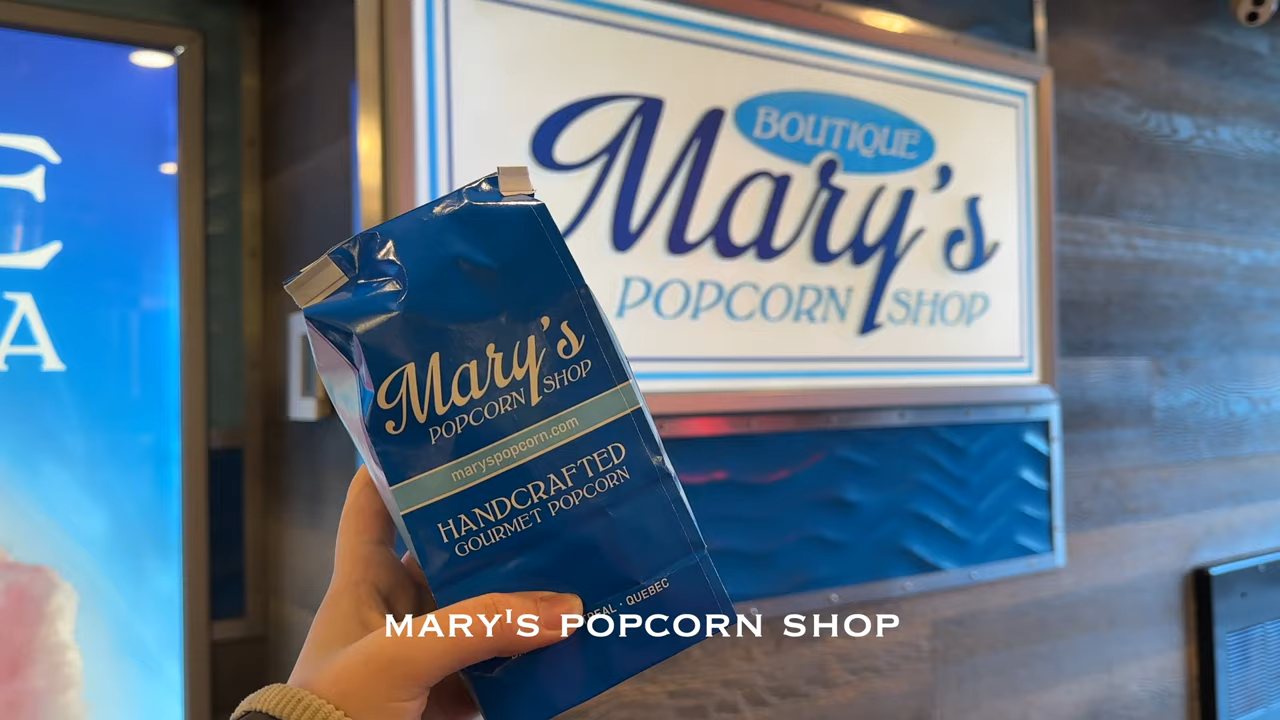 E
A
BOUTIQUE
Mary's
POPCORN SHOP
Mary's
POPCORN SHOP
maryspopcorn.com
HANDCRAFTED
GOURMET POPCORN
QUEBEC
MARY'S POPCORN SHOP